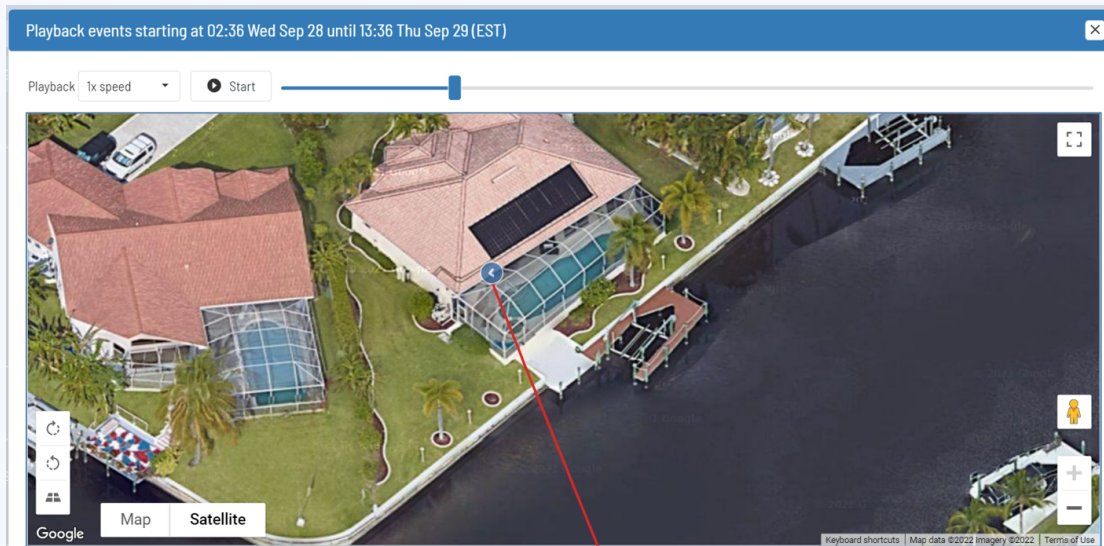 Playback events starting at 02:36 Wed Sep 28 until 13:36 Thu Sep 29 (EST)
Playback 1x speed Start
Map Satellite
Google
Keyboard shortcuts Map data ©2022 Imagery ©2022 Terms of Use